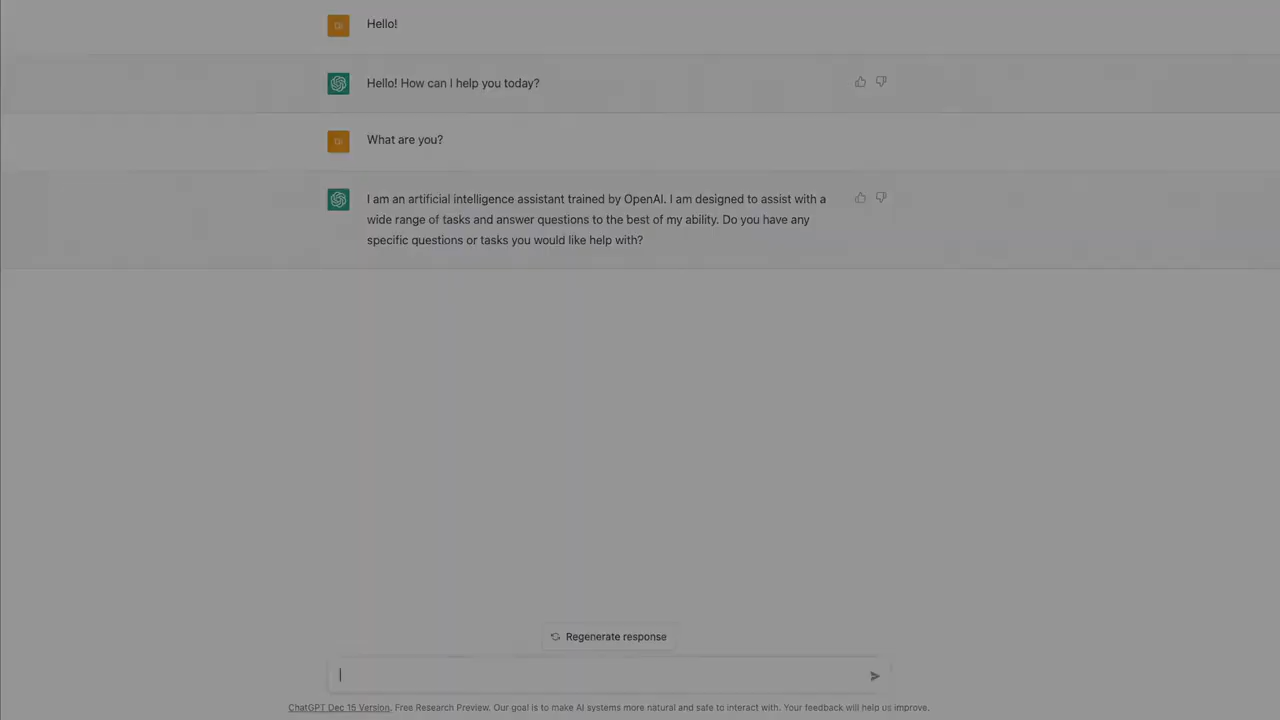 Hello!
Hello! How can I help you today?
What are you?
I am an artificial intelligence assistant trained by OpenAI. I am designed to assist with a
wide range of tasks and answer questions to the best of my ability. Do you have any
specific questions or tasks you would like help with?
Regenerate response
ChatGPT Dec 15 Version. Free Research Preview. Our goal is to make AI systems more natural and safe to interact with. Your feedback will help us improve.